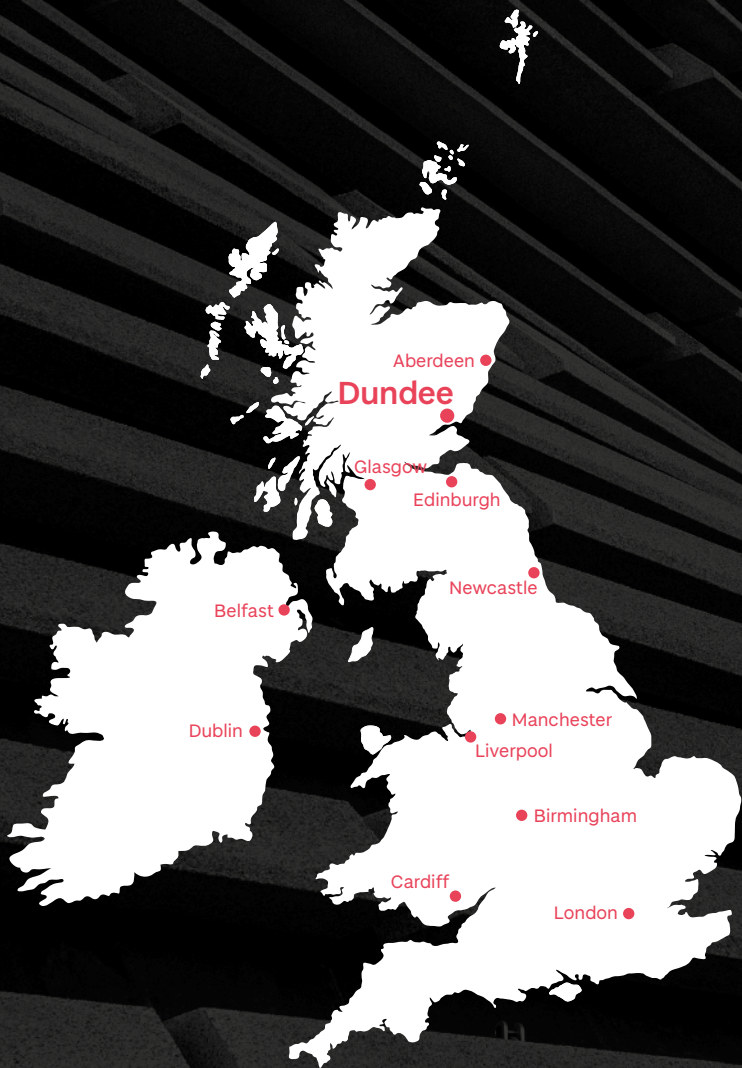 Aberdeen
Dundee
Glasgow
Edinburgh
Newcastle
Belfast
Manchester
Dublin
Liverpool
Birmingham
Cardiff
London